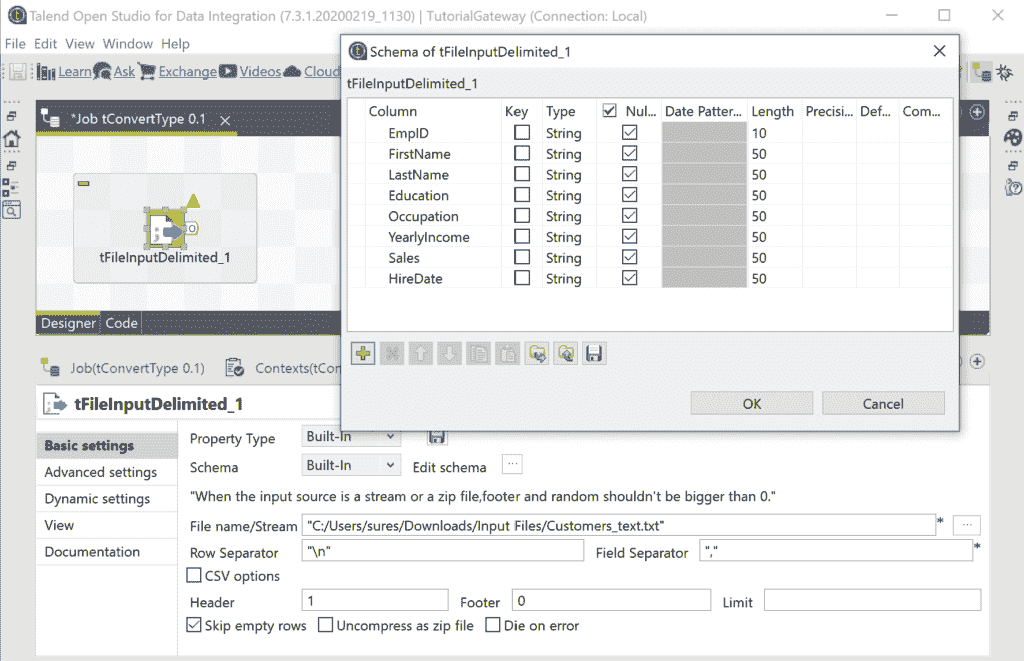 Talend Open Studio for Data Integration (7.3.1.20200219_1130) | TutorialGateway (Connection: Local)
File Edit View Window Help
Learn Ask Exchange Videos Cloud
*Job tConvertType 0.1
tFileInputDelimited_1
Designer Code
Schema of tFileInputDelimited_1
tFileInputDelimited_1
Column Key Type Nul... Date Patter... Length Precisi... Def... Com...
EmpID String 10
FirstName String 50
LastName String 50
Education String 50
Occupation String 50
YearlyIncome String 50
Sales String 50
HireDate String 50
OK Cancel
Job(tConvertType 0.1) Contexts(tCon
tFileInputDelimited_1
Basic settings
Advanced settings
Dynamic settings
View
Documentation
Property Type Built-In
Schema Built-In Edit schema ...
"When the input source is a stream or a zip file,footer and random shouldn't be bigger than 0."
File name/Stream "C:/Users/sures/Downloads/Input Files/Customers_text.txt" * ...
Row Separator "\n" Field Separator "," *
CSV options
Header 1 Footer 0 Limit
Skip empty rows Uncompress as zip file Die on error